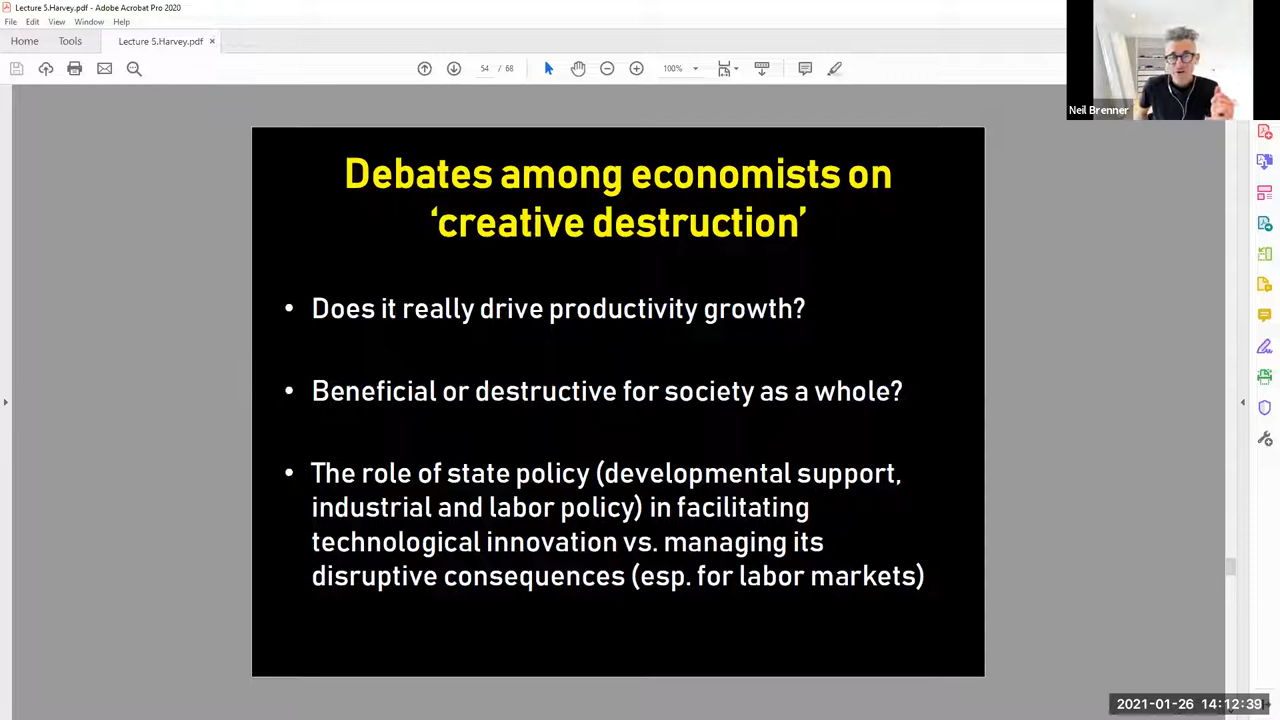 Lecture 5.Harvey.pdf - Adobe Acrobat Pro 2020
File Edit View Window Help
Home Tools Lecture 5.Harvey.pdf ×
54 / 68 100%
Neil Brenner
Debates among economists on
‘creative destruction’
• Does it really drive productivity growth?
• Beneficial or destructive for society as a whole?
• The role of state policy (developmental support,
industrial and labor policy) in facilitating
technological innovation vs. managing its
disruptive consequences (esp. for labor markets)
2021-01-26 14:12:39